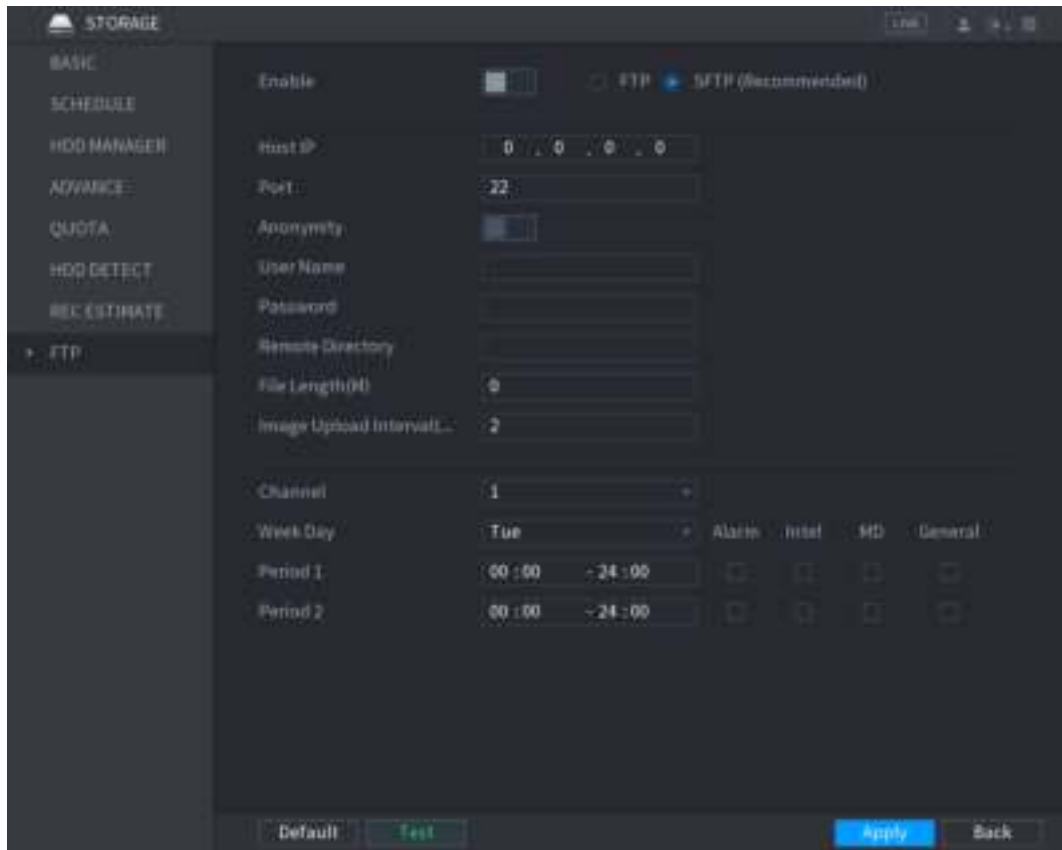 STORAGE
LIVE
BASIC
SCHEDULE
HDD MANAGER
ADVANCE
QUOTA
HDD DETECT
REC ESTIMATE
FTP
Enable FTP SFTP (Recommended)
Host IP 0 . 0 . 0 . 0
Port 22
Anonymity
User Name
Password
Remote Directory
File Length(M) 0
Image Upload Interval(... 2
Channel 1
Week Day Tue Alarm Intel MD General
Period 1 00 : 00 - 24 : 00
Period 2 00 : 00 - 24 : 00
Default Test Apply Back